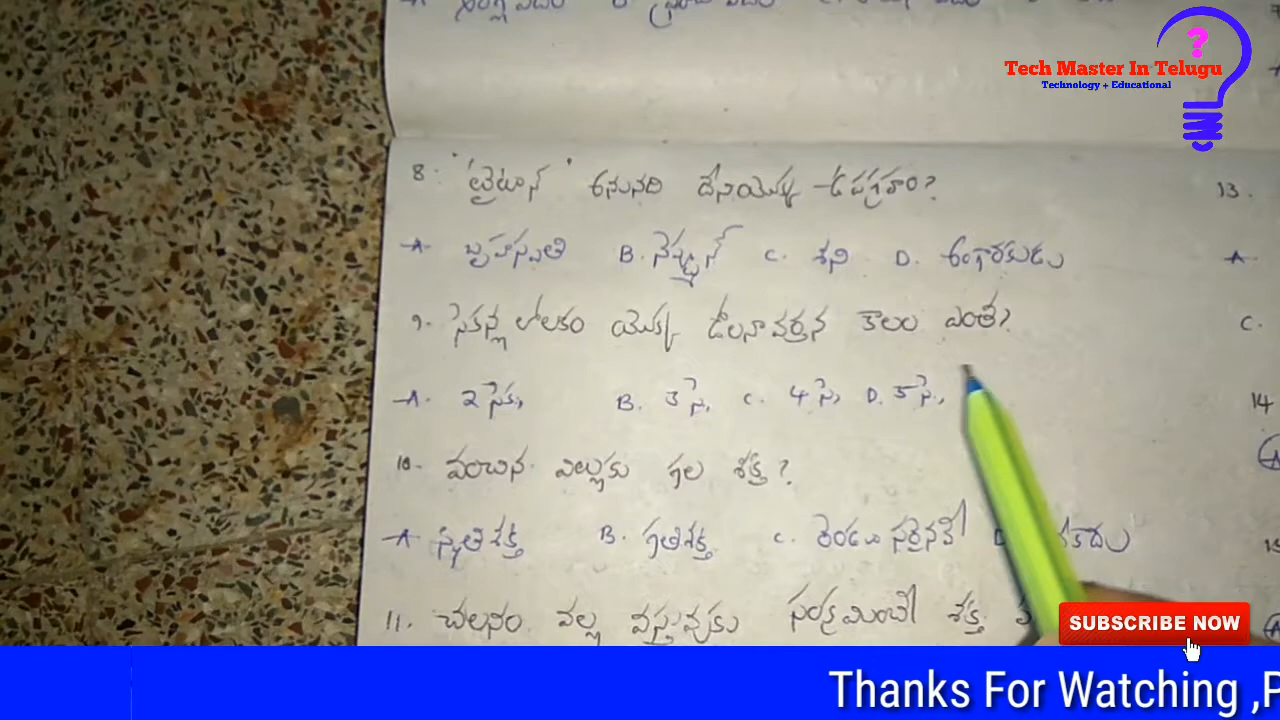 Tech Master In Telugu
Technology + Educational
8. 'ట్రైటాన్' అనునది దేనియొక్క ఉపగ్రహం?
13.
A బృహస్పతి B. నెప్ట్యూన్ C. శని D. అంగారకుడు
A
9. సెకన్ల లోలకం యొక్క డోలనావర్తన కాలం ఎంత?
C.
A. 2 సెక, B. 3 సె, C. 4 సె, D. 5 సె,
14
10. వంచిన విల్లుకు గల శక్తి?
A
A స్థితిశక్తి B. గతిశక్తి C. రెండూ సరైనవే D
11. చలనం వల్ల వస్తువుకు సంక్రమించే శక్తి
SUBSCRIBE NOW
Thanks For Watching ,P